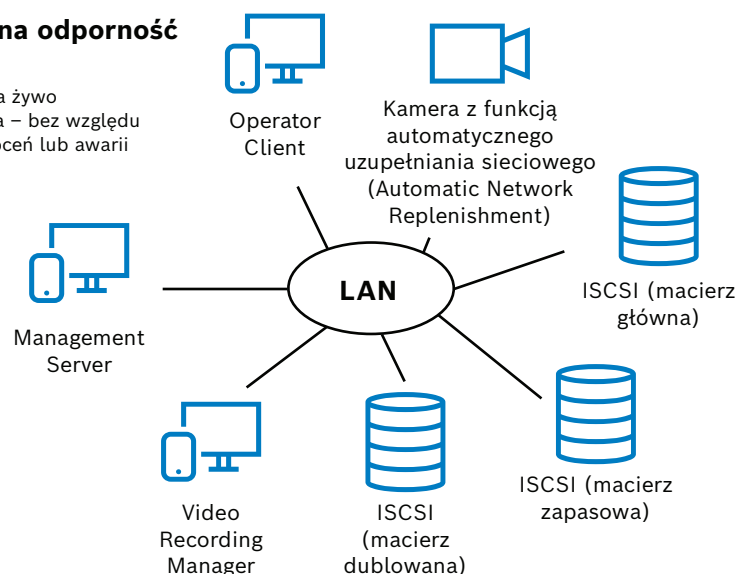 na odporność
a żywo
a – bez względu
oceń lub awarii
Operator
Client
Kamera z funkcją
automatycznego
uzupełniania sieciowego
(Automatic Network
Replenishment)
LAN
ISCSI (macierz
główna)
Management
Server
Video
Recording
Manager
ISCSI
(macierz
dublowana)
ISCSI (macierz
zapasowa)